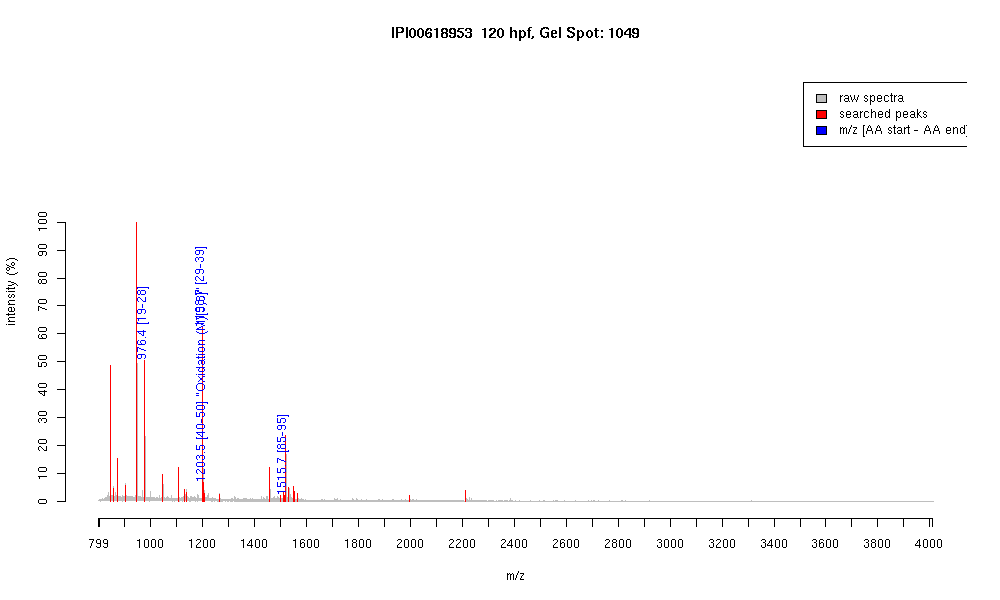 IPI00618953 120 hpf, Gel Spot: 1049
raw spectra
searched peaks
m/z [AA start - AA end]
intensity (%)
100
90
80
70
60
50
40
30
20
10
0
976.4 [19-28]
[29-39]
1203.5 [40-50] "Oxidation (M)
1515.7 [85-95]
799 1000 1200 1400 1600 1800 2000 2200 2400 2600 2800 3000 3200 3400 3600 3800 4000
m/z